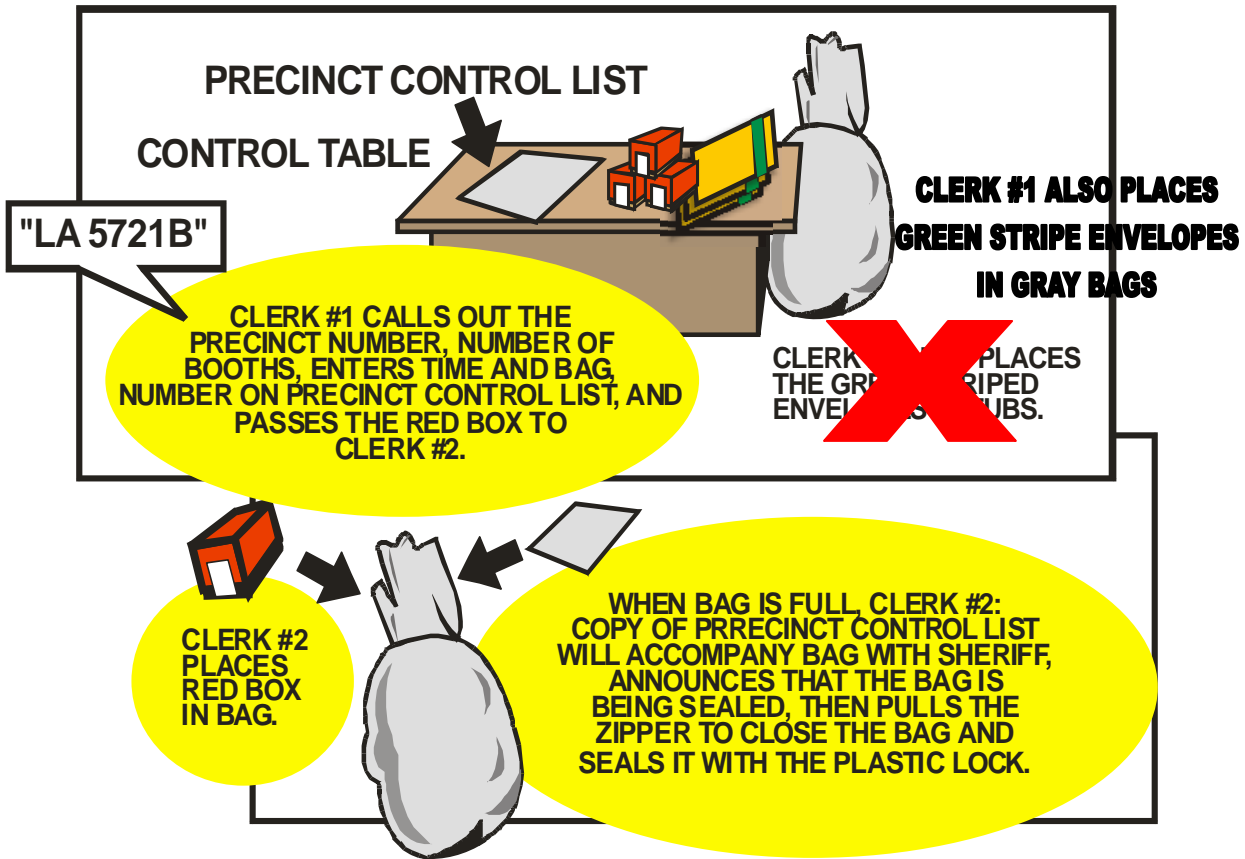 PRECINCT CONTROL LIST
CONTROL TABLE
"LA 5721B"
CLERK #1 ALSO PLACES
GREEN STRIPE ENVELOPES
IN GRAY BAGS
CLERK #1 CALLS OUT THE
PRECINCT NUMBER, NUMBER OF
BOOTHS, ENTERS TIME AND BAG
NUMBER ON PRECINCT CONTROL LIST, AND
PASSES THE RED BOX TO
CLERK #2.
CLERK PLACES
THE
ENVEL
CLERK #2
PLACES
RED BOX
IN BAG.
WHEN BAG IS FULL, CLERK #2:
COPY OF PRRECINCT CONTROL LIST
WILL ACCOMPANY BAG WITH SHERIFF,
ANNOUNCES THAT THE BAG IS
BEING SEALED, THEN PULLS THE
ZIPPER TO CLOSE THE BAG AND
SEALS IT WITH THE PLASTIC LOCK.